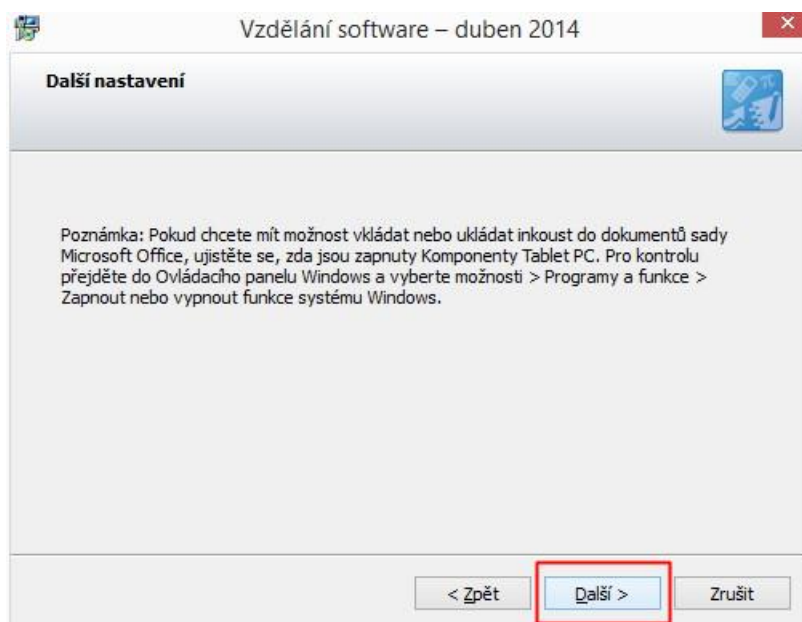 Vzdělání software – duben 2014
Další nastavení
Poznámka: Pokud chcete mít možnost vkládat nebo ukládat inkoust do dokumentů sady
Microsoft Office, ujistěte se, zda jsou zapnuty Komponenty Tablet PC. Pro kontrolu
přejděte do Ovládacího panelu Windows a vyberte možnosti > Programy a funkce >
Zapnout nebo vypnout funkce systému Windows.
< Zpět Další > Zrušit